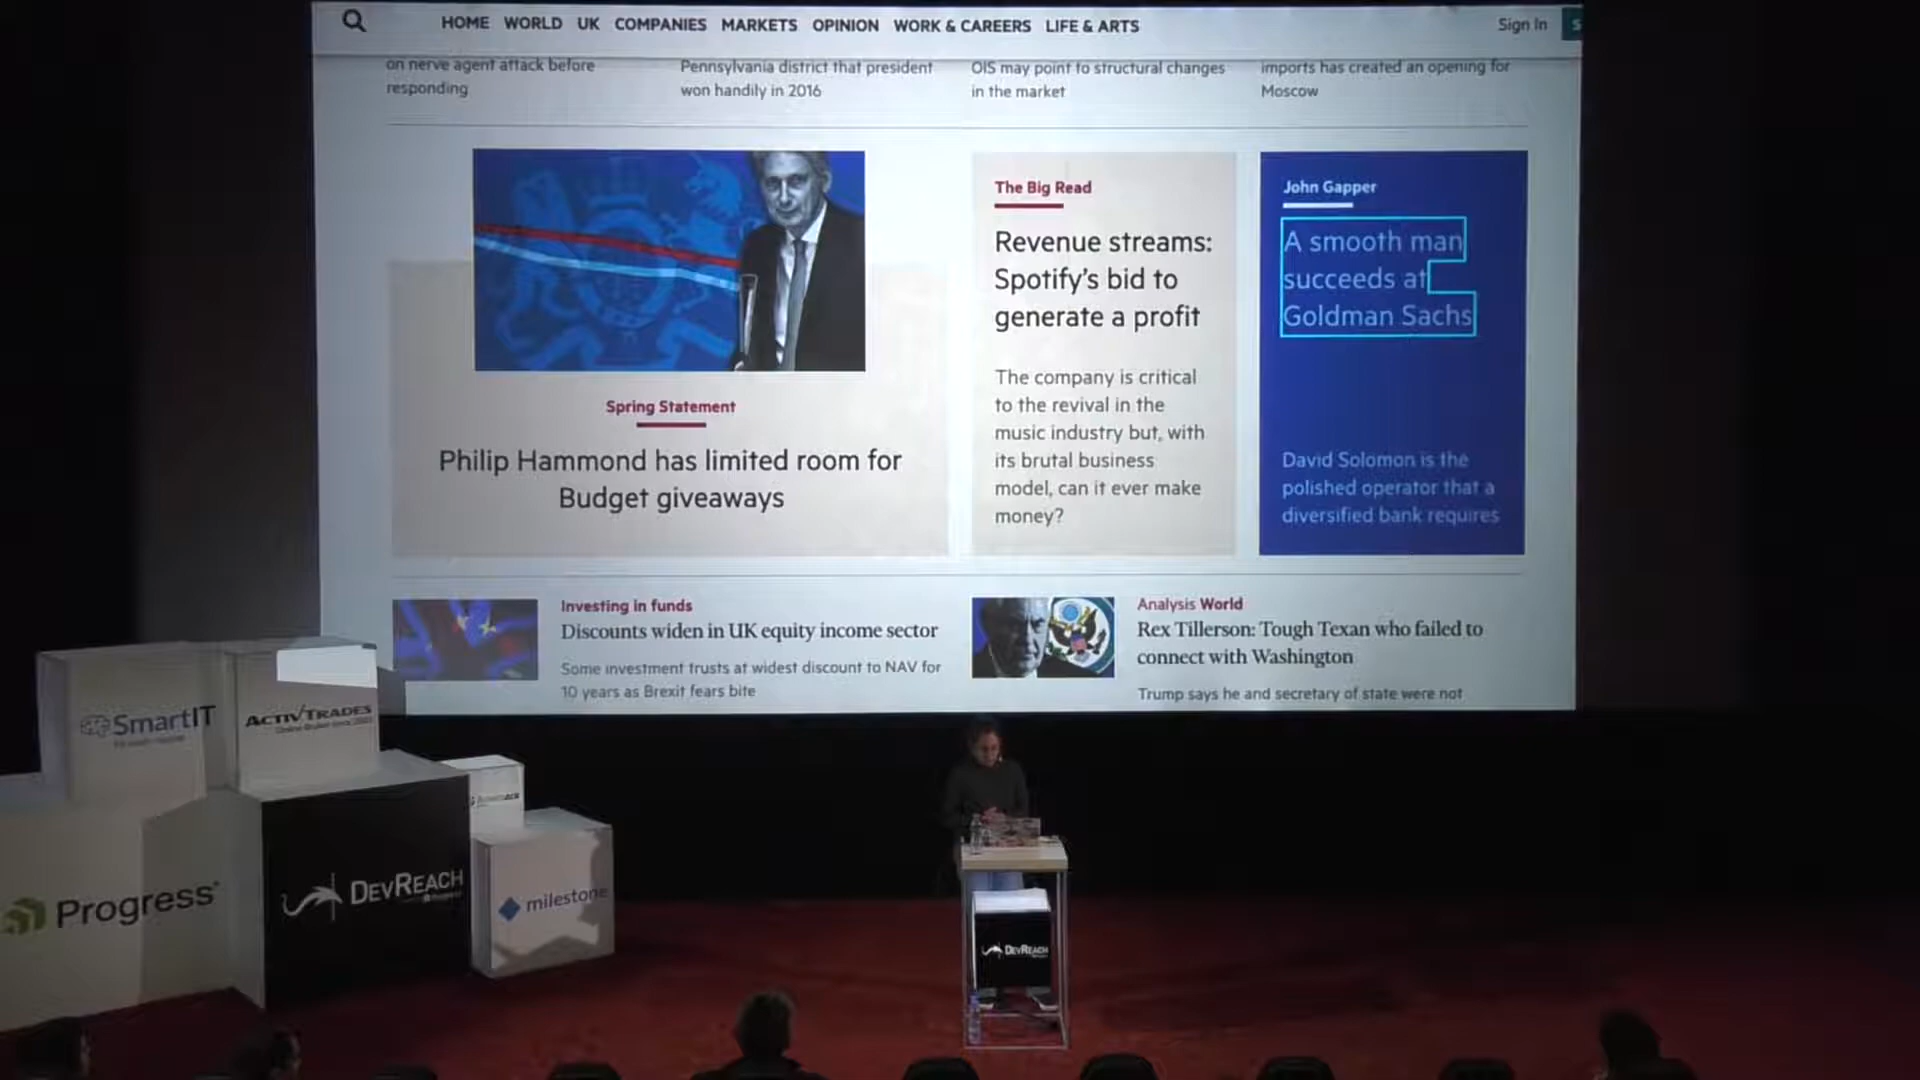 HOME WORLD UK COMPANIES MARKETS OPINION WORK & CAREERS LIFE & ARTS
Sign In
S
on nerve agent attack before
responding
Pennsylvania district that president
won handily in 2016
OIS may point to structural changes
in the market
imports has created an opening for
Moscow
Spring Statement
Philip Hammond has limited room for
Budget giveaways
The Big Read
Revenue streams:
Spotify's bid to
generate a profit
The company is critical
to the revival in the
music industry but, with
its brutal business
model, can it ever make
money?
John Gapper
A smooth man
succeeds at
Goldman Sachs
David Solomon is the
polished operator that a
diversified bank requires
Investing in funds
Discounts widen in UK equity income sector
Some investment trusts at widest discount to NAV for
10 years as Brexit fears bite
Analysis World
Rex Tillerson: Tough Texan who failed to
connect with Washington
Trump says he and secretary of state were not
SmartIT
ACTIVTRADES
Progress
DEVREACH
milestone
DEVREACH